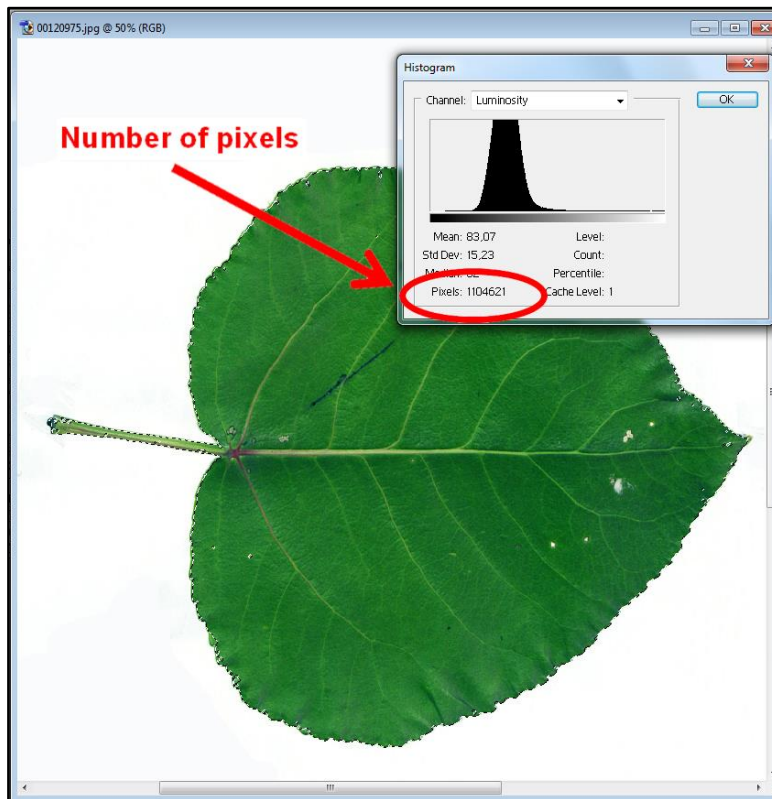 00120975.jpg @ 50% (RGB)
Histogram
Channel: Luminosity
OK
Number of pixels
Mean: 83,07 Level:
Std Dev: 15,23 Count:
Percentile:
Pixels: 1104621 Cache Level: 1